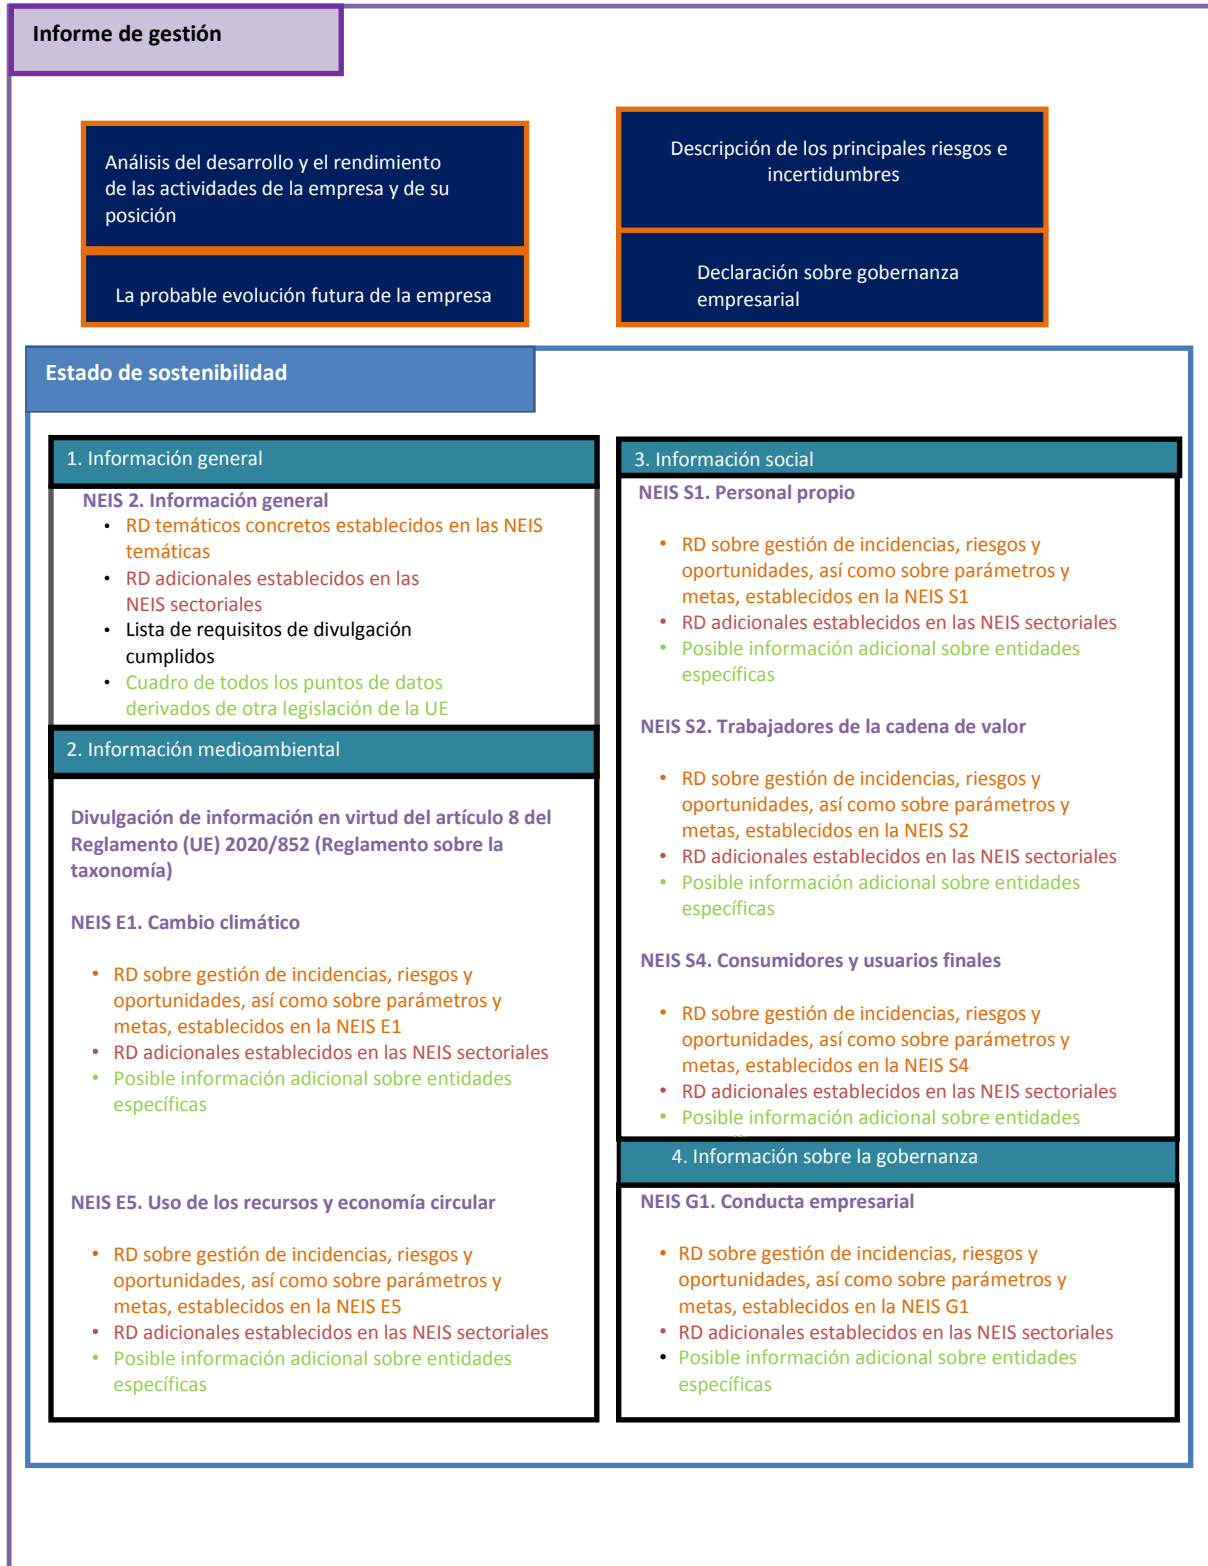 Informe de gestión
Análisis del desarrollo y el rendimiento
de las actividades de la empresa y de su
posición
La probable evolución futura de la empresa
Descripción de los principales riesgos e
incertidumbres
Declaración sobre gobernanza
empresarial
Estado de sostenibilidad
1. Información general
NEIS 2. Información general
• RD temáticos concretos establecidos en las NEIS
temáticas
• RD adicionales establecidos en las
NEIS sectoriales
• Lista de requisitos de divulgación
cumplidos
• Cuadro de todos los puntos de datos
derivados de otra legislación de la UE
2. Información medioambiental
Divulgación de información en virtud del artículo 8 del
Reglamento (UE) 2020/852 (Reglamento sobre la
taxonomía)
NEIS E1. Cambio climático
• RD sobre gestión de incidencias, riesgos y
oportunidades, así como sobre parámetros y
metas, establecidos en la NEIS E1
• RD adicionales establecidos en las NEIS sectoriales
• Posible información adicional sobre entidades
específicas
NEIS E5. Uso de los recursos y economía circular
• RD sobre gestión de incidencias, riesgos y
oportunidades, así como sobre parámetros y
metas, establecidos en la NEIS E5
• RD adicionales establecidos en las NEIS sectoriales
• Posible información adicional sobre entidades
específicas
3. Información social
NEIS S1. Personal propio
• RD sobre gestión de incidencias, riesgos y
oportunidades, así como sobre parámetros y
metas, establecidos en la NEIS S1
• RD adicionales establecidos en las NEIS sectoriales
• Posible información adicional sobre entidades
específicas
NEIS S2. Trabajadores de la cadena de valor
• RD sobre gestión de incidencias, riesgos y
oportunidades, así como sobre parámetros y
metas, establecidos en la NEIS S2
• RD adicionales establecidos en las NEIS sectoriales
• Posible información adicional sobre entidades
específicas
NEIS S4. Consumidores y usuarios finales
• RD sobre gestión de incidencias, riesgos y
oportunidades, así como sobre parámetros y
metas, establecidos en la NEIS S4
• RD adicionales establecidos en las NEIS sectoriales
• Posible información adicional sobre entidades
4. Información sobre la gobernanza
NEIS G1. Conducta empresarial
• RD sobre gestión de incidencias, riesgos y
oportunidades, así como sobre parámetros y
metas, establecidos en la NEIS G1
• RD adicionales establecidos en las NEIS sectoriales
• Posible información adicional sobre entidades
específicas